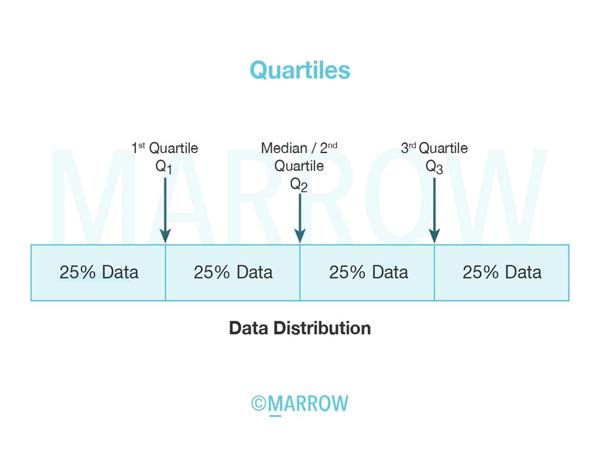 Quartiles
1st Quartile
Q1
Median / 2nd
Quartile
Q2
3rd Quartile
Q3
MARROW
25% Data
25% Data
25% Data
25% Data
Data Distribution
©MARROW